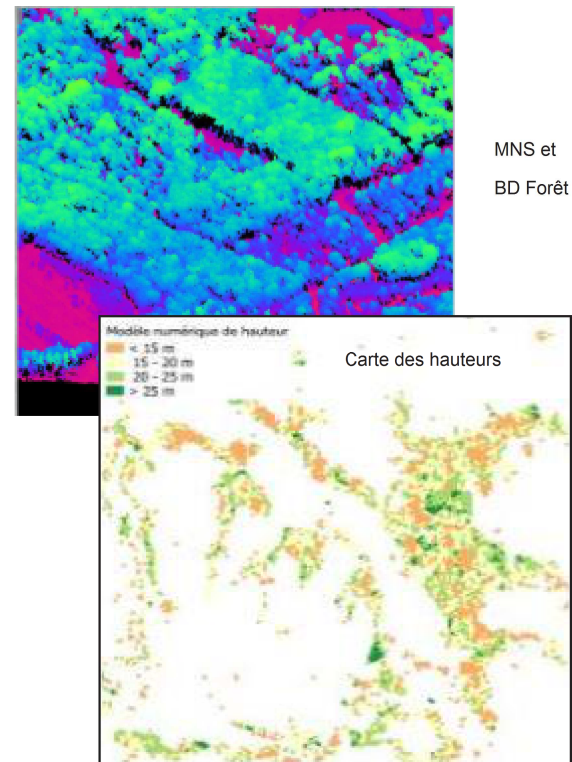 MNS et
BD Forêt
Modèle numérique de hauteur
< 15 m
15 - 20 m
20 - 25 m
> 25 m
Carte des hauteurs